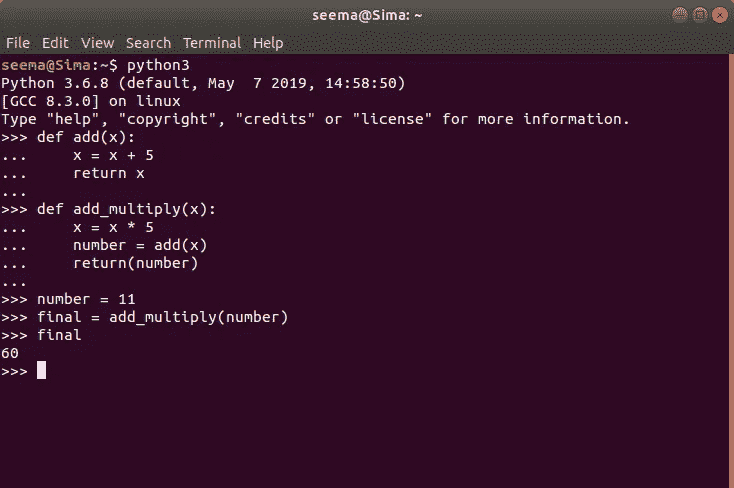 seema@Sima: ~
File Edit View Search Terminal Help
seema@Sima:~$ python3
Python 3.6.8 (default, May  7 2019, 14:58:50)
[GCC 8.3.0] on linux
Type "help", "copyright", "credits" or "license" for more information.
>>> def add(x):
...     x = x + 5
...     return x
...
>>> def add_multiply(x):
...     x = x * 5
...     number = add(x)
...     return(number)
...
>>> number = 11
>>> final = add_multiply(number)
>>> final
60
>>>